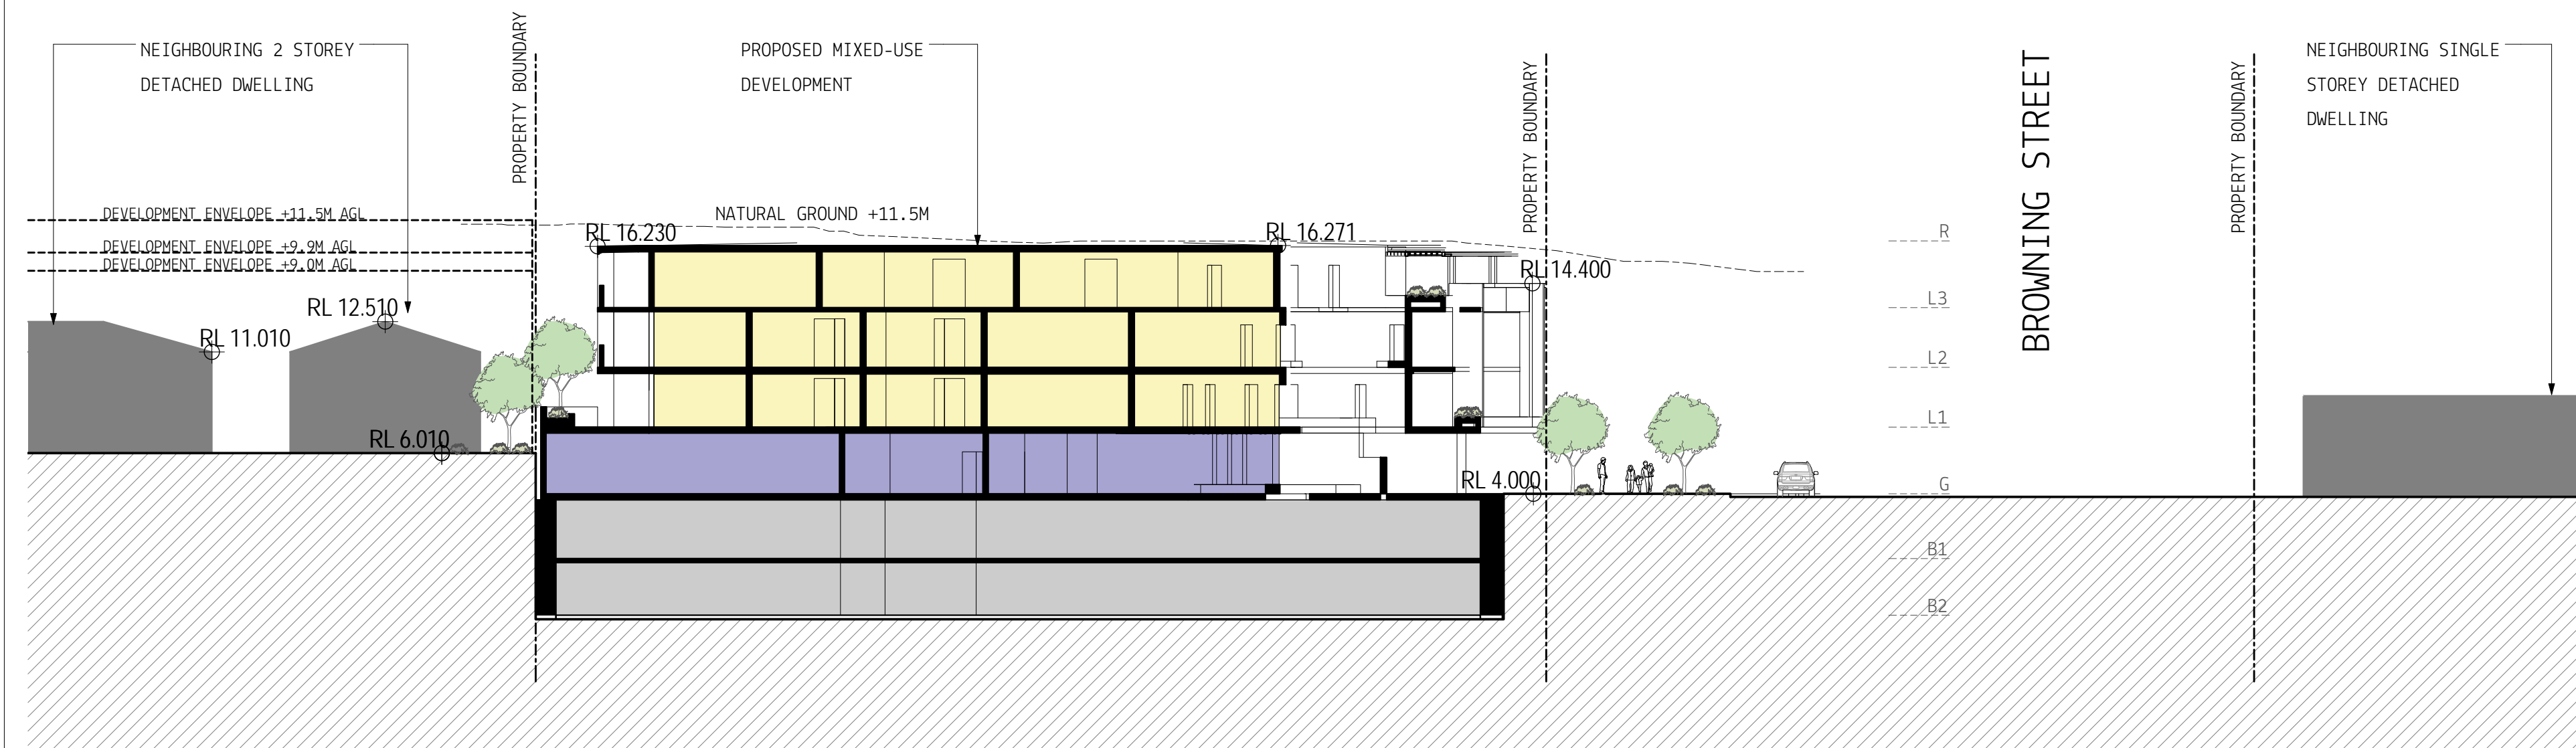 NEIGHBOURING 2 STOREY
DETACHED DWELLING
PROPERTY BOUNDARY
PROPOSED MIXED-USE
DEVELOPMENT
PROPERTY BOUNDARY
BROWNING STREET
PROPERTY BOUNDARY
NEIGHBOURING SINGLE
STOREY DETACHED
DWELLING
DEVELOPMENT ENVELOPE +11.5M AGL
DEVELOPMENT ENVELOPE +9.9M AGL
DEVELOPMENT ENVELOPE +9.0M AGL
NATURAL GROUND +11.5M
RL 16.230
RL 16.271
RL 14.400
RL 12.510
RL 11.010
RL 6.010
RL 4.000
R
L3
L2
L1
G
B1
B2